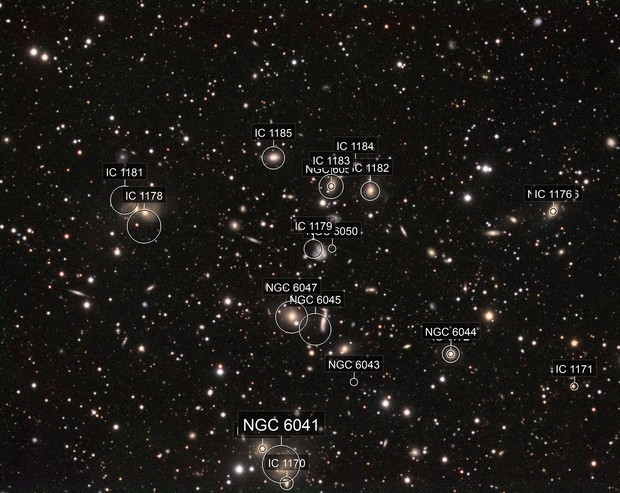 IC 1185
IC 1184
IC 1183
IC 1182
IC 1181
IC 1178
IC 1176
IC 1179
6050
NGC 6047
NGC 6045
NGC 6044
NGC 6043
IC 1171
NGC 6041
IC 1170